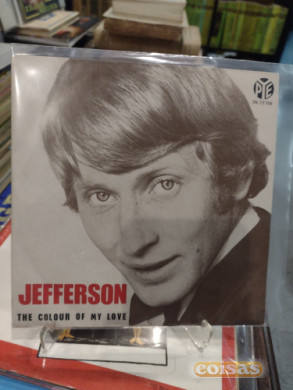 PYE
JEFFERSON
THE COLOUR OF MY LOVE
corsas